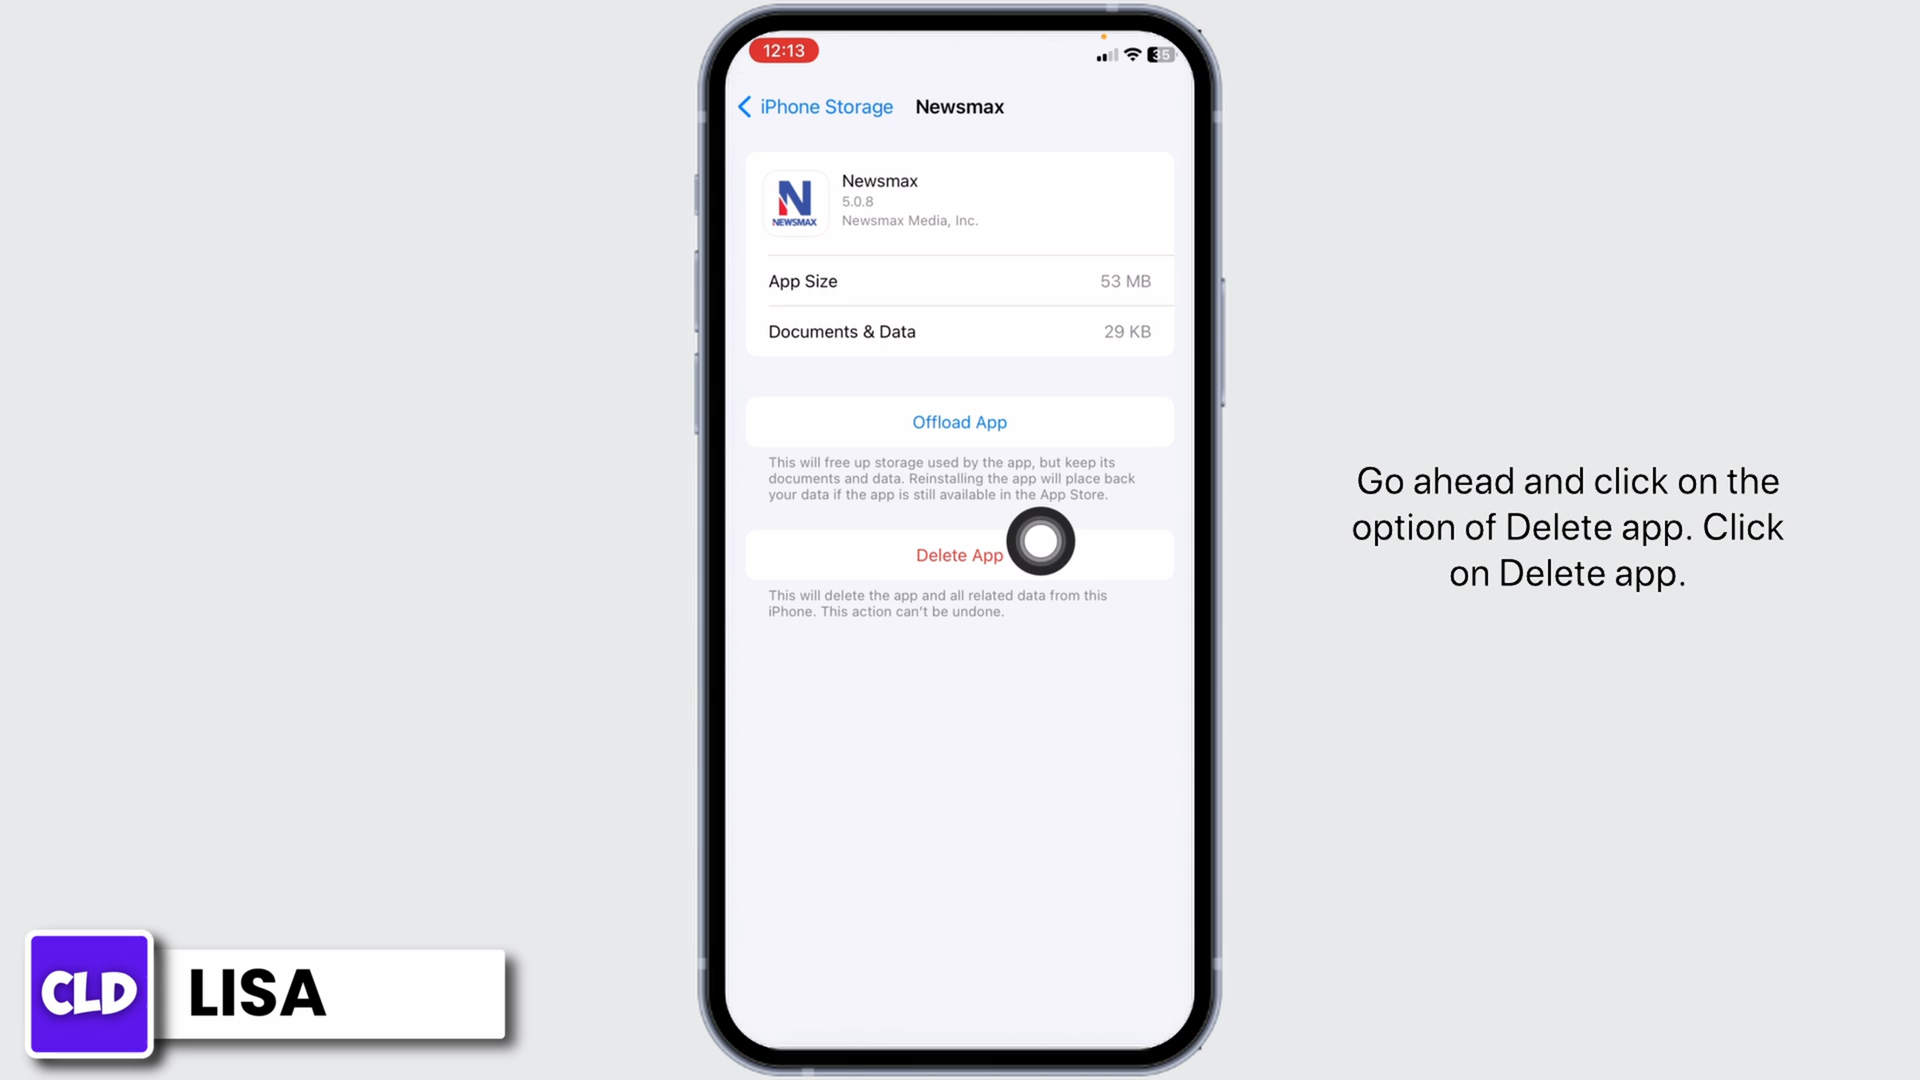 12:13
35
iPhone Storage
Newsmax
NEWSMAX
Newsmax
5.0.8
Newsmax Media, Inc.
App Size
53 MB
Documents & Data
29 KB
Offload App
This will free up storage used by the app, but keep its
documents and data. Reinstalling the app will place back
your data if the app is still available in the App Store.
Delete App
This will delete the app and all related data from this
iPhone. This action can't be undone.
Go ahead and click on the
option of Delete app. Click
on Delete app.
CLD
LISA